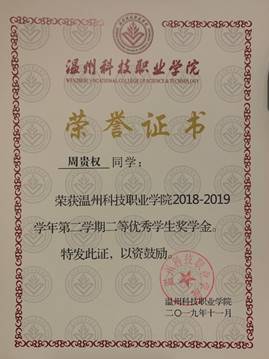 温州科技职业学院
WENZHOU VOCATIONAL COLLEGE OF SCIENCE & TECHNOLOGY
荣誉证书
周贵权 同学：
荣获温州科技职业学院2018-2019
学年第二学期二等优秀学生奖学金。
特发此证，以资鼓励。
温州科技职业学院
二〇一九年十一月